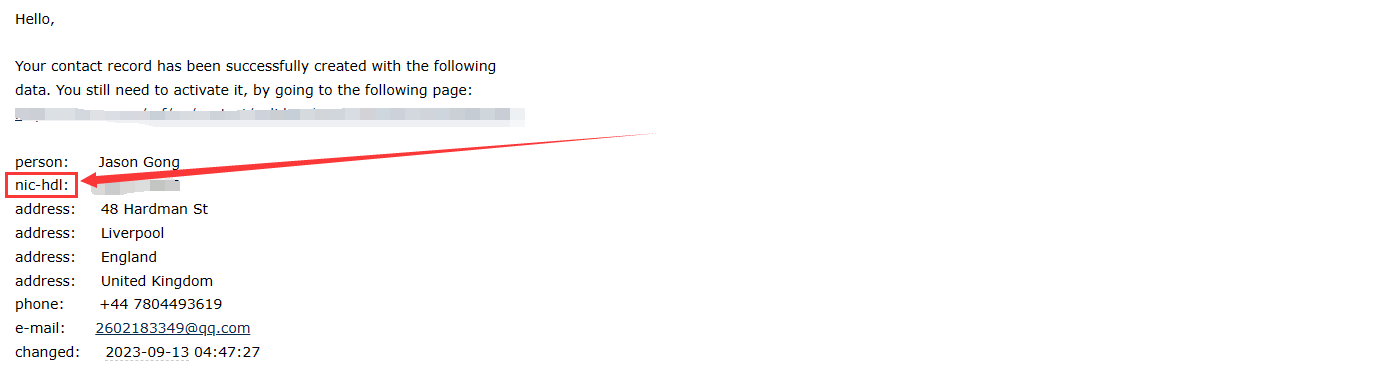 Hello,
Your contact record has been successfully created with the following
data. You still need to activate it, by going to the following page:
person: Jason Gong
nic-hdl:
address: 48 Hardman St
address: Liverpool
address: England
address: United Kingdom
phone: +44 7804493619
e-mail: 2602183349@qq.com
changed: 2023-09-13 04:47:27